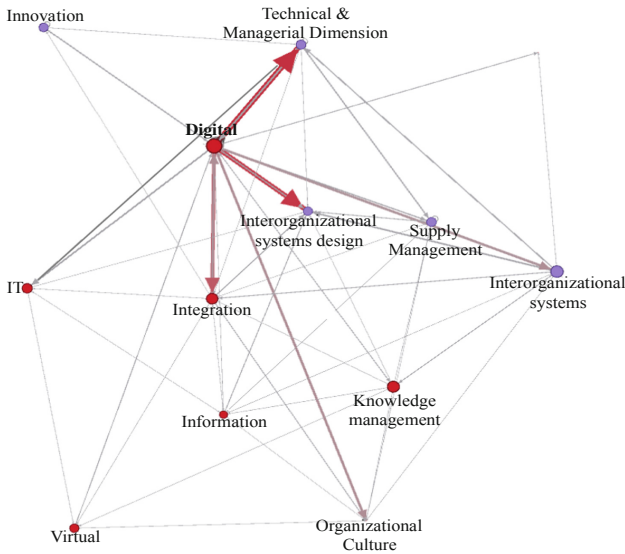 Innovation
Technical &
Managerial Dimension
Digital
Interorganizational
systems design
Supply
Management
IT
Integration
Interorganizational
systems
Information
Knowledge
management
Virtual
Organizational
Culture